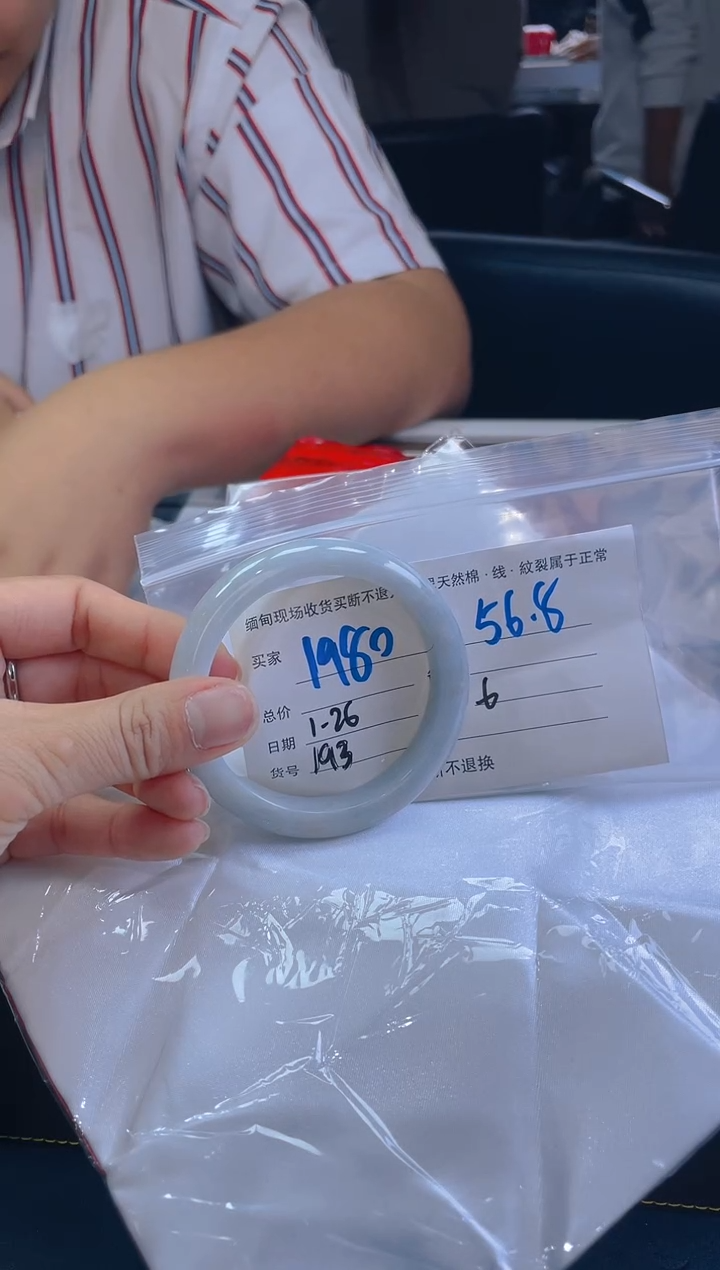 缅甸现场收货买断不退 天然棉·线·紋裂属于正常
买家 1980 56.8
总价
日期 1-26 6
货号 193
不退换